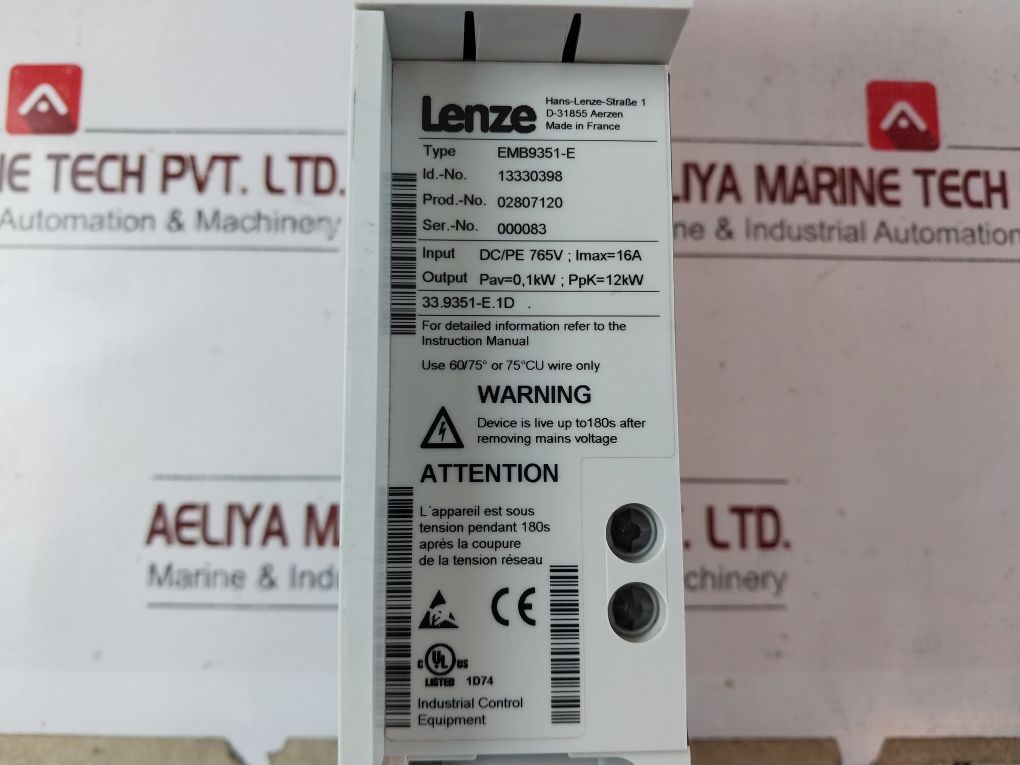 Lenze
Hans-Lenze-Straße 1
D-31855 Aerzen
Made in France
Type EMB9351-E
Id.-No. 13330398
Prod.-No. 02807120
Ser.-No. 000083
Input DC/PE 765V ; Imax=16A
Output Pav=0,1kW ; PpK=12kW
33.9351-E.1D .
For detailed information refer to the
Instruction Manual
Use 60/75° or 75°CU wire only
WARNING
Device is live up to180s after
removing mains voltage
ATTENTION
L´appareil est sous
tension pendant 180s
après la coupure
de la tension réseau
CE
C UL US
LISTED 1D74
Industrial Control
Equipment
E TECH PVT. LTD.
Automation & Machinery
LIYA MARINE TECH
ne & Industrial Automation
AELIYA M
. LTD.
Marine & Ind
chinery